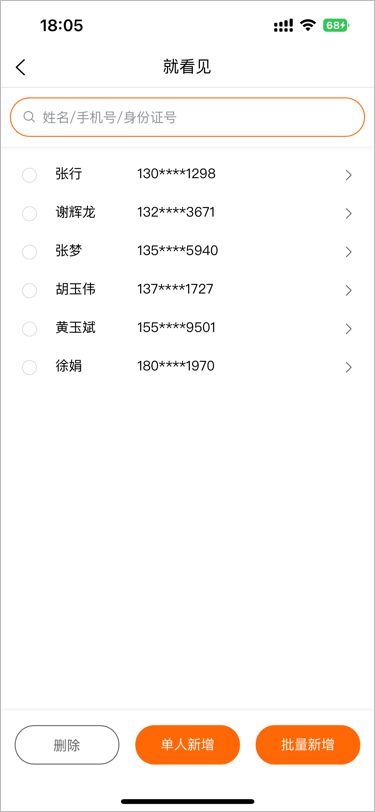 18:05
68
就看见
姓名/手机号/身份证号
张行 130****1298
谢辉龙 132****3671
张梦 135****5940
胡玉伟 137****1727
黄玉斌 155****9501
徐娟 180****1970
删除 单人新增 批量新增